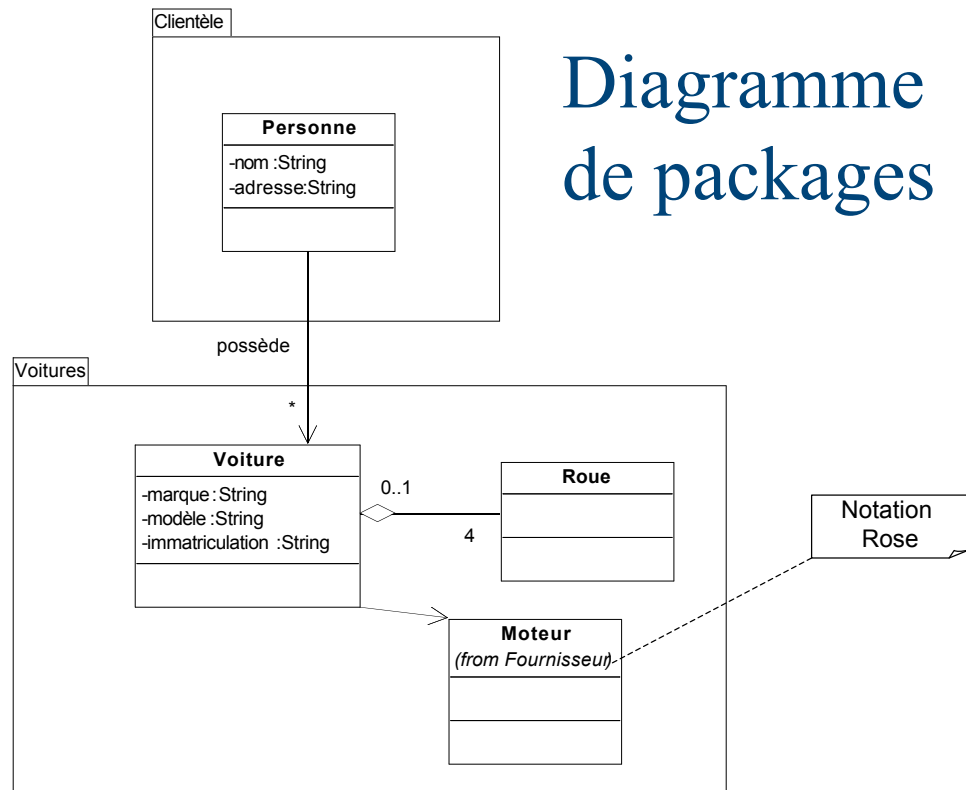 Clientèle
Diagramme
de packages
Personne
-nom :String
-adresse:String
possède
Voitures
*
Voiture
-marque:String
-modèle :String
-immatriculation :String
0..1
4
Roue
Notation
Rose
Moteur
(from Fournisseur)